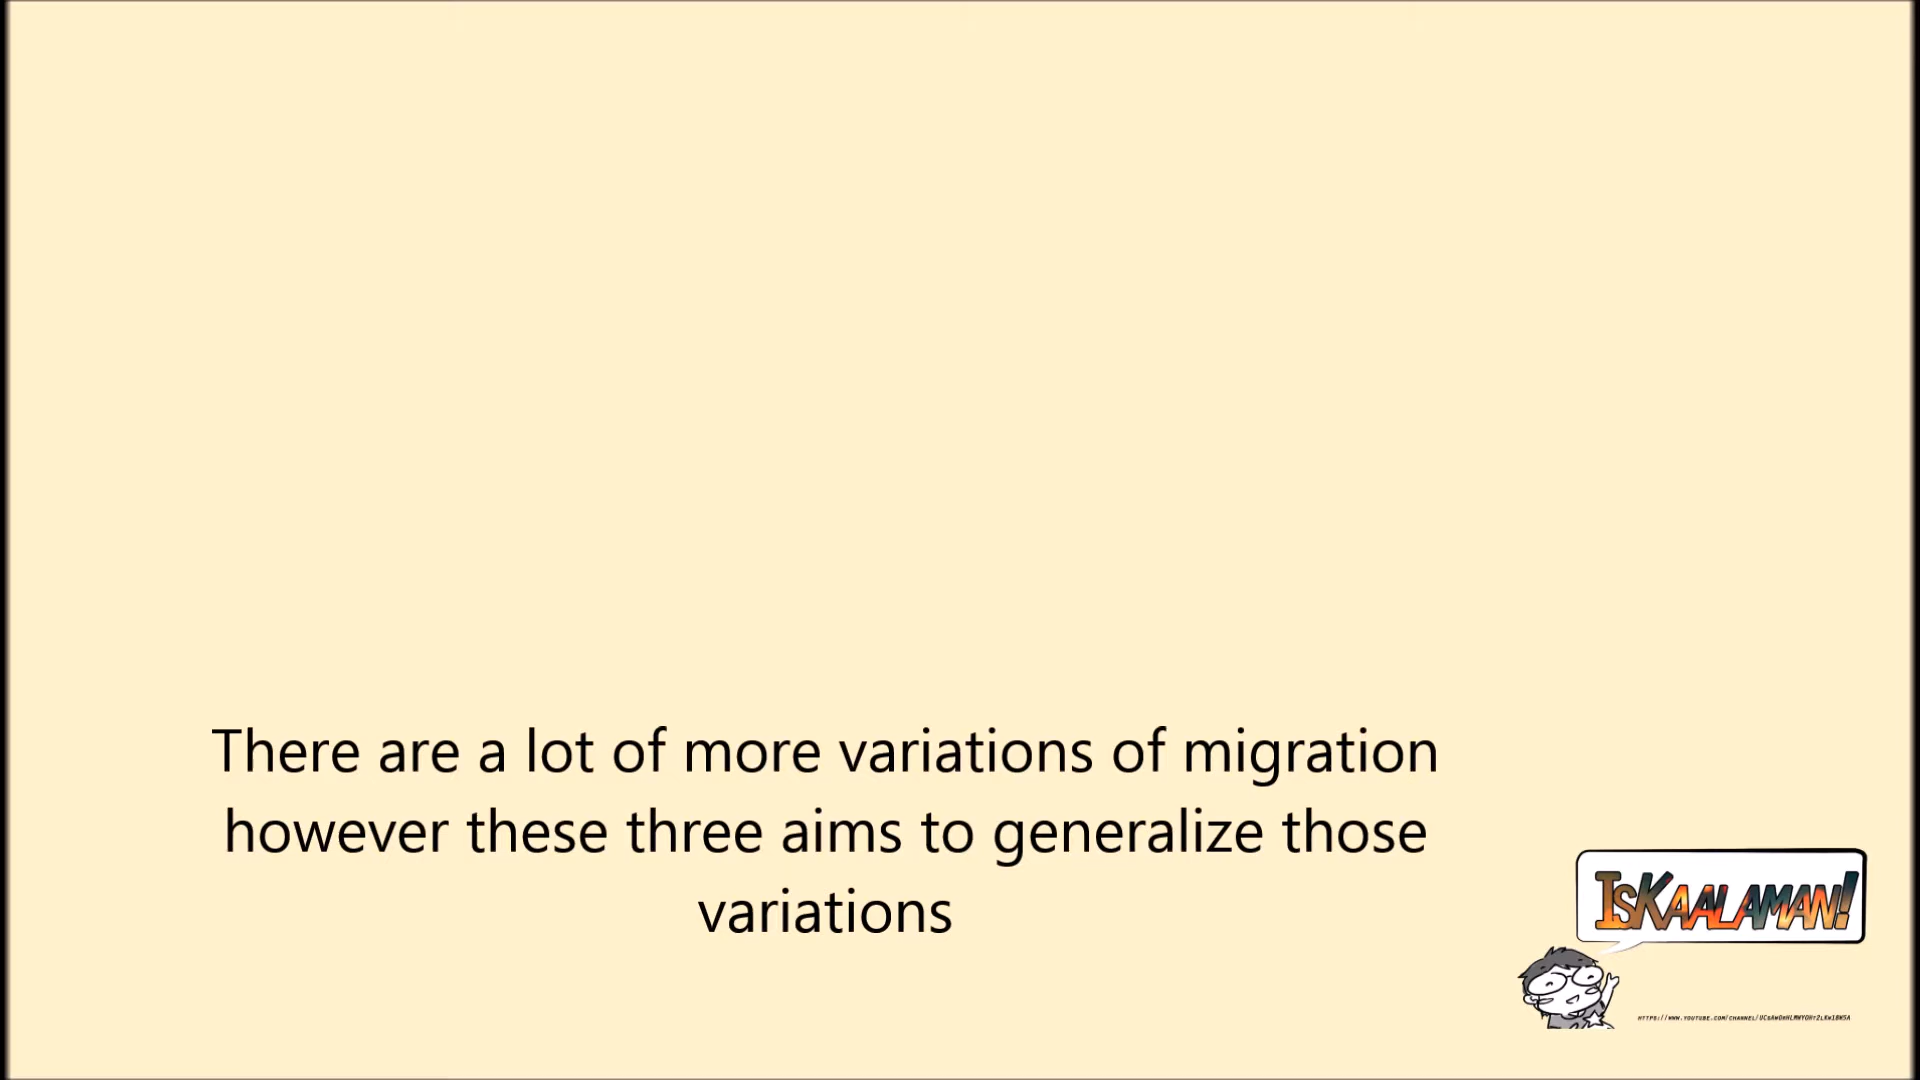 There are a lot of more variations of migration
however these three aims to generalize those
variations
ISKAALAMAN!